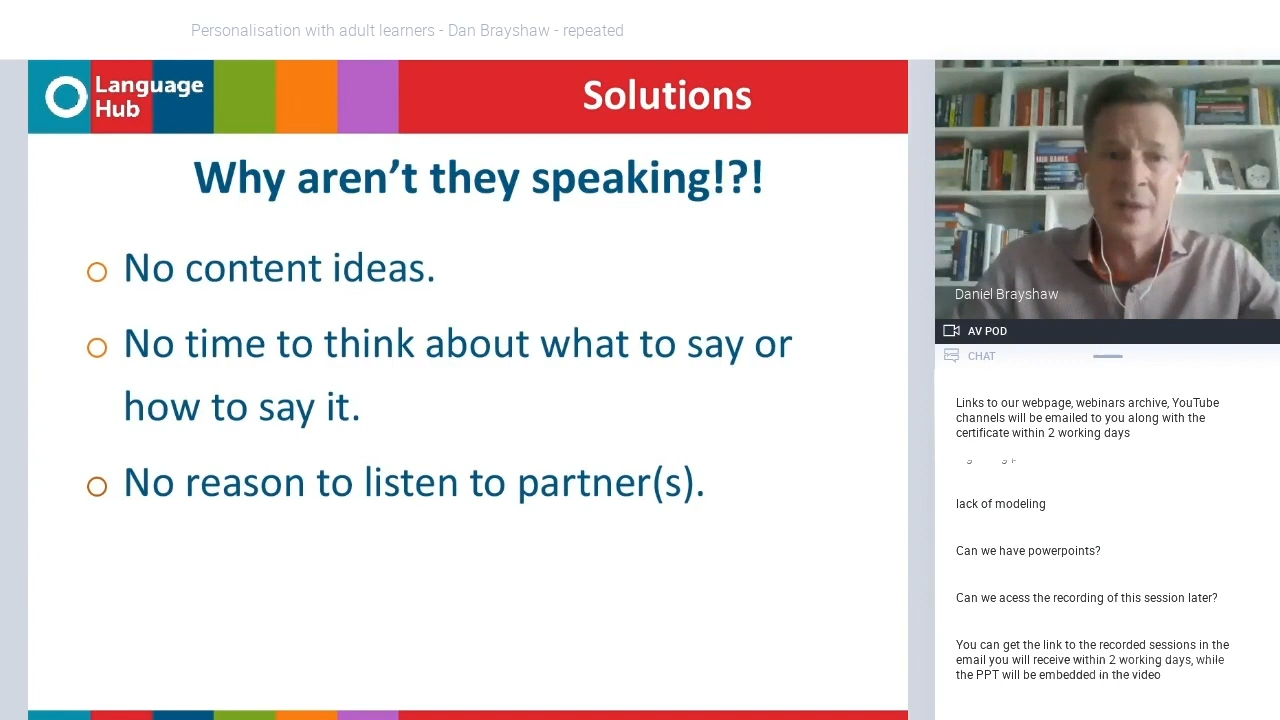 Personalisation with adult learners - Dan Brayshaw - repeated
Language
Hub
Solutions
Why aren't they speaking!?!
No content ideas.
No time to think about what to say or
how to say it.
No reason to listen to partner(s).
Daniel Brayshaw
AV POD
CHAT
Links to our webpage, webinars archive, YouTube
channels will be emailed to you along with the
certificate within 2 working days
lack of modeling
Can we have powerpoints?
Can we acess the recording of this session later?
You can get the link to the recorded sessions in the
email you will receive within 2 working days, while
the PPT will be embedded in the video